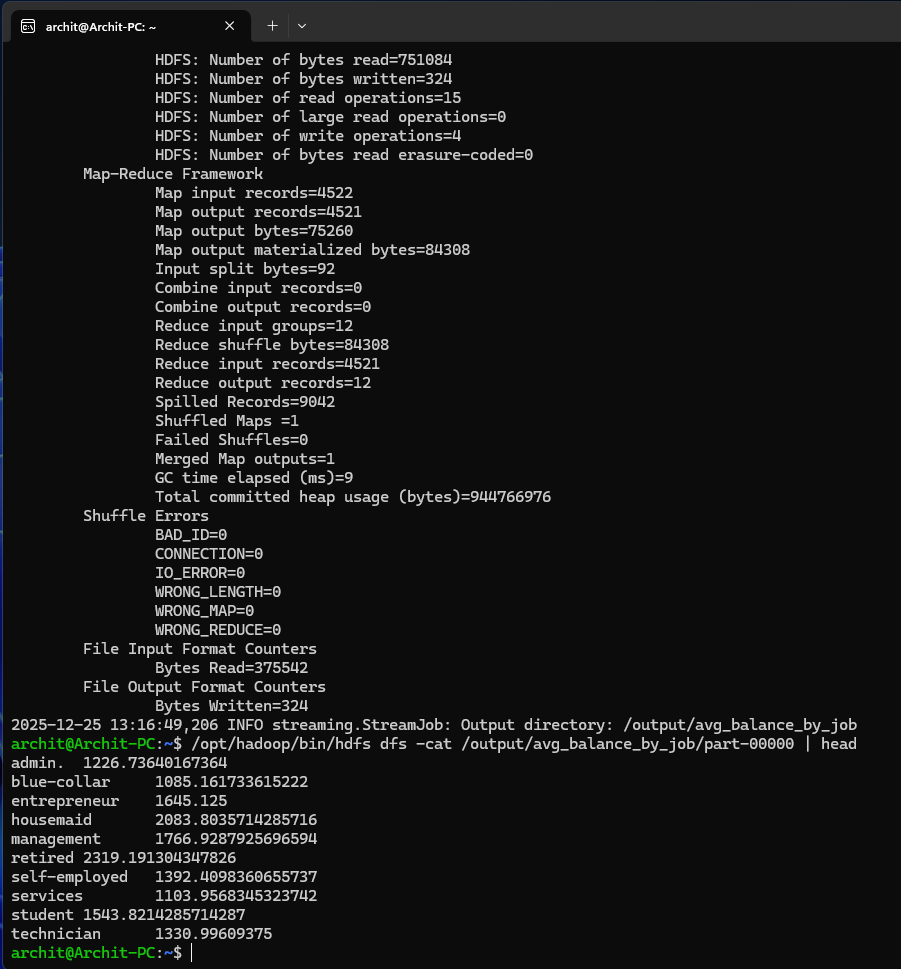 archit@Archit-PC: ~
HDFS: Number of bytes read=751084
HDFS: Number of bytes written=324
HDFS: Number of read operations=15
HDFS: Number of large read operations=0
HDFS: Number of write operations=4
HDFS: Number of bytes read erasure-coded=0
Map-Reduce Framework
Map input records=4522
Map output records=4521
Map output bytes=75260
Map output materialized bytes=84308
Input split bytes=92
Combine input records=0
Combine output records=0
Reduce input groups=12
Reduce shuffle bytes=84308
Reduce input records=4521
Reduce output records=12
Spilled Records=9042
Shuffled Maps =1
Failed Shuffles=0
Merged Map outputs=1
GC time elapsed (ms)=9
Total committed heap usage (bytes)=944766976
Shuffle Errors
BAD_ID=0
CONNECTION=0
IO_ERROR=0
WRONG_LENGTH=0
WRONG_MAP=0
WRONG_REDUCE=0
File Input Format Counters
Bytes Read=375542
File Output Format Counters
Bytes Written=324
2025-12-25 13:16:49,206 INFO streaming.StreamJob: Output directory: /output/avg_balance_by_job
archit@Archit-PC:~$ /opt/hadoop/bin/hdfs dfs -cat /output/avg_balance_by_job/part-00000 | head
admin.  1226.73640167364
blue-collar     1085.161733615222
entrepreneur    1645.125
housemaid       2083.8035714285716
management      1766.9287925696594
retired 2319.191304347826
self-employed   1392.4098360655737
services        1103.9568345323742
student 1543.8214285714287
technician      1330.99609375
archit@Archit-PC:~$